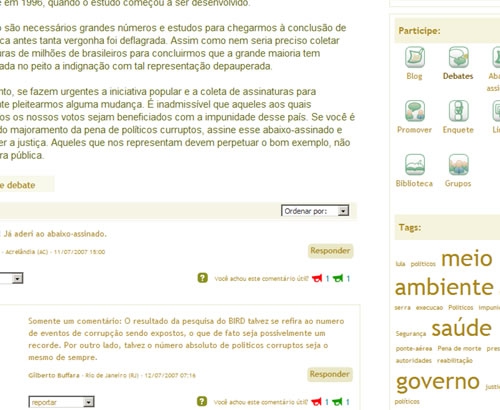 em 1996, quando o estudo começou a ser desenvolvido.
o são necessários grandes números e estudos para chegarmos à conclusão de
ca antes tanta vergonha foi deflagrada. Assim como nem seria preciso coletar
uras de milhões de brasileiros para concluirmos que a grande maioria tem
ada no peito a indignação com tal representação depauperada.
nto, se fazem urgentes a iniciativa popular e a coleta de assinaturas para
nte pleitearmos alguma mudança. É inadmissível que aqueles aos quais
os os nossos votos sejam beneficiados com a impunidade desse país. Se você é
do majoramento da pena de políticos curruptos, assine esse abaixo-assinado e
er a justiça. Aqueles que nos representam devem perpetuar o bom exemplo, não
ra pública.
e debate
Ordenar por:
Já aderi ao abaixo-assinado.
- Acrelândia (AC) - 11/07/2007 15:00
Responder
? Você achou este comentário útil? 1 1
Somente um comentário: O resultado da pesquisa do BIRD talvez se refira ao numero
de eventos de corrupção sendo expostos, o que de fato seja possivelmente um
recorde. Por outro lado, talvez o número absoluto de politicos corruptos seja o
mesmo de sempre.
Gilberto Buffara - Rio de Janeiro (RJ) - 12/07/2007 07:16
Responder
reportar
? Você achou este comentário útil? 1 1
Participe:
Blog Debates Aba
assi
Promover Enquete Li
Biblioteca Grupos
Tags:
lula politicos meio
ambiente
serra execucao Politicos impuni
Segurança saúde
ponte-aérea Pena de morte pres
autoridades reabilitação
governo justi
políticos